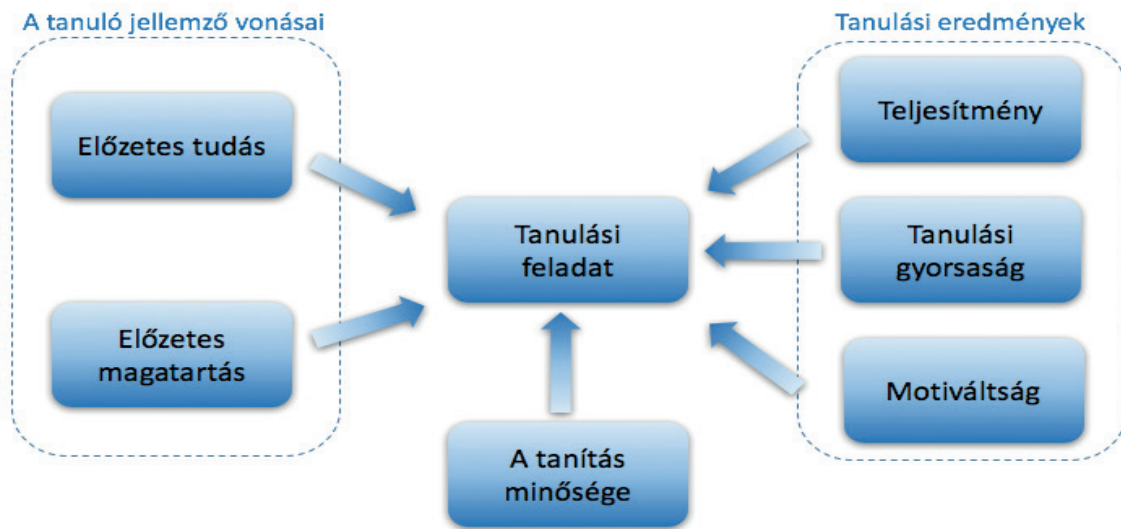 A tanuló jellemző vonásai
Előzetes tudás
Előzetes
magatartás
Tanulási
feladat
A tanítás
minősége
Tanulási eredmények
Teljesítmény
Tanulási
gyorsaság
Motiváltság